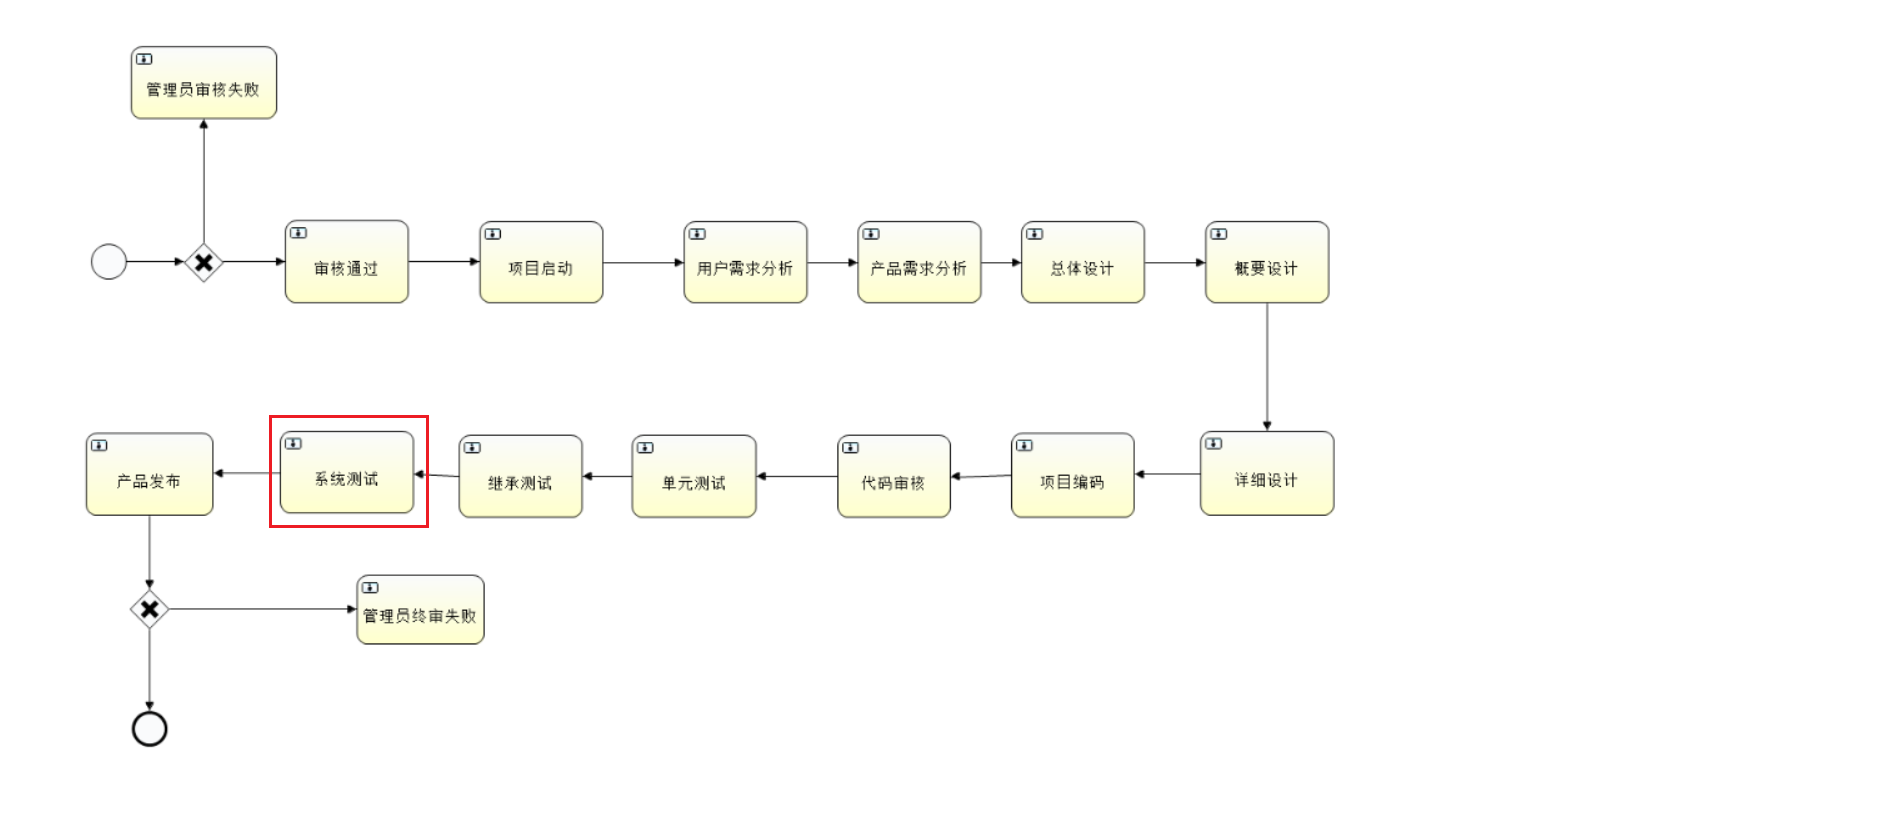 管理员审核失败
审核通过
项目启动
用户需求分析
产品需求分析
总体设计
概要设计
产品发布
系统测试
继承测试
单元测试
代码审核
项目编码
详细设计
管理员终审失败